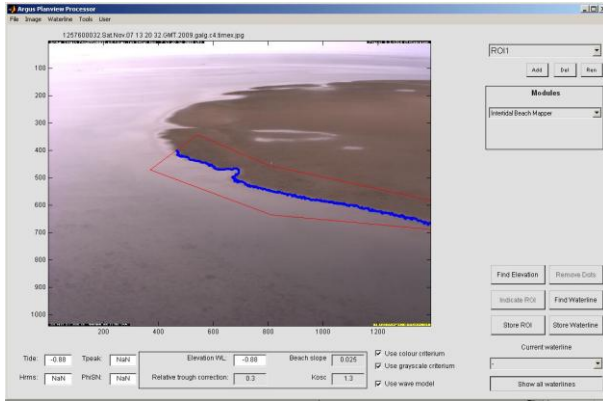 Argus Planview Processor
File Image Waterline Tools User
1257600032.Sat.Nov.07 13 20 32.GMT.2009.galg.c4.timex.jpg
100
200
300
400
500
600
700
800
900
1000
200 400 600 800 1000 1200
ROI1
Add Del Ren
Modules
Intertidal Beach Mapper
Find Elevation Remove Dots
Indicate ROI Find Waterline
Store ROI Store Waterline
Current waterline
-
Show all waterlines
Tide: -0.88 Tpeak: NaN Elevation WL: -0.88 Beach slope 0.025
Hrms: NaN PhiSN: NaN Relative trough correction: 0.3 Kosc 1.3
Use colour criterium
Use grayscale criterium
Use wave model